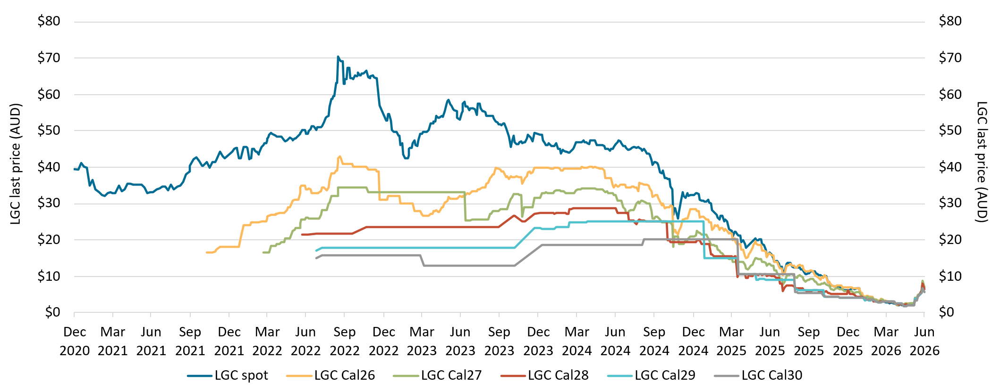 $80 $80
$70 $70
$60 $60
$50 $50
$40 $40
$30 $30
$20 $20
$10 $10
$0 $0
LGC last price (AUD)
LGC last price (AUD)
Dec Mar Jun Sep Dec Mar Jun Sep Dec Mar Jun Sep Dec Mar Jun Sep Dec Mar Jun Sep Dec Mar Jun
2020 2021 2021 2021 2021 2022 2022 2022 2022 2023 2023 2023 2023 2024 2024 2024 2024 2025 2025 2025 2025 2026 2026
LGC spot LGC Cal26 LGC Cal27 LGC Cal28 LGC Cal29 LGC Cal30